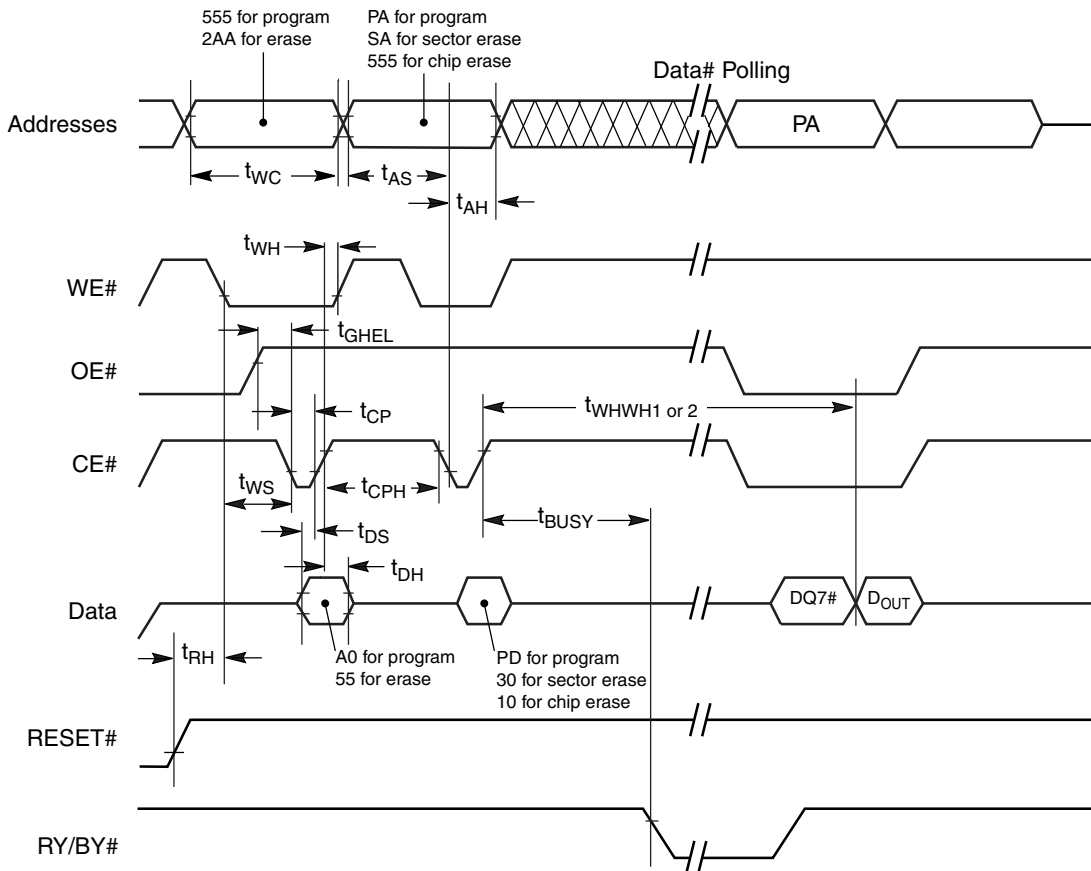 555 for program
2AA for erase
PA for program
SA for sector erase
555 for chip erase
Data# Polling
Addresses
PA
tWC
tAS
tAH
tWH
WE#
tGHEL
OE#
tWHWH1 or 2
tCP
CE#
tWS
tCPH
tBUSY
tDS
tDH
Data
DQ7#
DOUT
tRH
A0 for program
55 for erase
PD for program
30 for sector erase
10 for chip erase
RESET#
RY/BY#